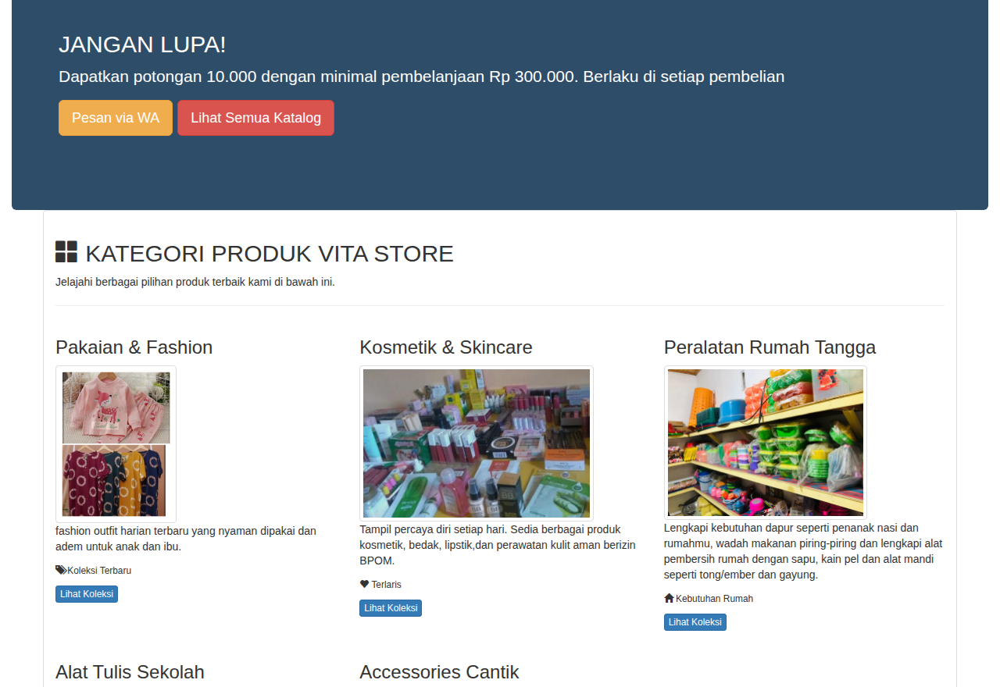 JANGAN LUPA!
Dapatkan potongan 10.000 dengan minimal pembelanjaan Rp 300.000. Berlaku di setiap pembelian
Pesan via WA
Lihat Semua Katalog
KATEGORI PRODUK VITA STORE
Jelajahi berbagai pilihan produk terbaik kami di bawah ini.
Pakaian & Fashion
fashion outfit harian terbaru yang nyaman dipakai dan
adem untuk anak dan ibu.
Koleksi Terbaru
Lihat Koleksi
Kosmetik & Skincare
Tampil percaya diri setiap hari. Sedia berbagai produk
kosmetik, bedak, lipstik,dan perawatan kulit aman berizin
BPOM.
Terlaris
Lihat Koleksi
Peralatan Rumah Tangga
Lengkapi kebutuhan dapur seperti penanak nasi dan
rumahmu, wadah makanan piring-piring dan lengkapi alat
pembersih rumah dengan sapu, kain pel dan alat mandi
seperti tong/ember dan gayung.
Kebutuhan Rumah
Lihat Koleksi
Alat Tulis Sekolah
Accessories Cantik